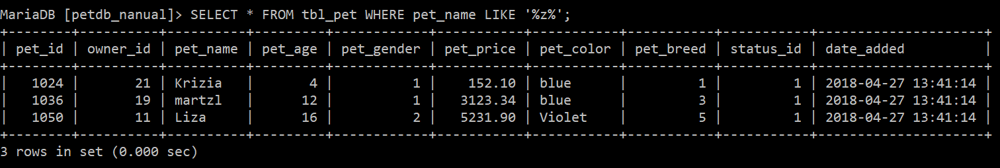 MariaDB [petdb_nanual]> SELECT * FROM tbl_pet WHERE pet_name LIKE '%z%';
+--------+----------+----------+---------+------------+-----------+-----------+-----------+-----------+---------------------+
| pet_id | owner_id | pet_name | pet_age | pet_gender | pet_price | pet_color | pet_breed | status_id | date_added          |
+--------+----------+----------+---------+------------+-----------+-----------+-----------+-----------+---------------------+
|   1024 |       21 | Krizia   |       4 |          1 |    152.10 | blue      |         1 |         1 | 2018-04-27 13:41:14 |
|   1036 |       19 | martzl   |      12 |          1 |   3123.34 | blue      |         3 |         1 | 2018-04-27 13:41:14 |
|   1050 |       11 | Liza     |      16 |          2 |   5231.90 | Violet    |         5 |         1 | 2018-04-27 13:41:14 |
+--------+----------+----------+---------+------------+-----------+-----------+-----------+-----------+---------------------+
3 rows in set (0.000 sec)